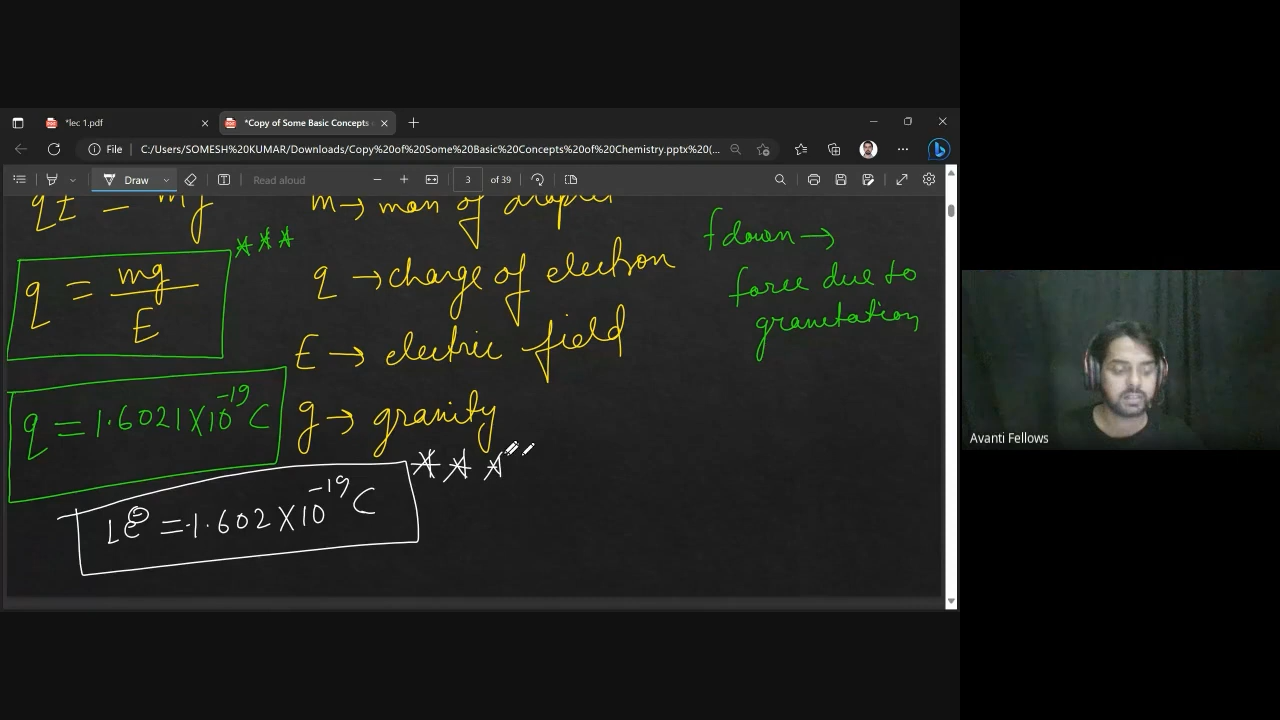 *lec 1.pdf
*Copy of Some Basic Concepts
File
C:/Users/SOMESH%20KUMAR/Downloads/Copy%20of%20Some%20Basic%20Concepts%20of%20Chemistry.pptx%20(...
Draw
Read aloud
3 of 39
qE = mg
m → mass of droplet
f down →
force due to
gravitation
q = mg / E
***
q → charge of electron
E → electric field
q = 1.6021 X 10^-19 C
g → gravity
1e⊖ = -1.602 X 10^-19 C
***
Avanti Fellows